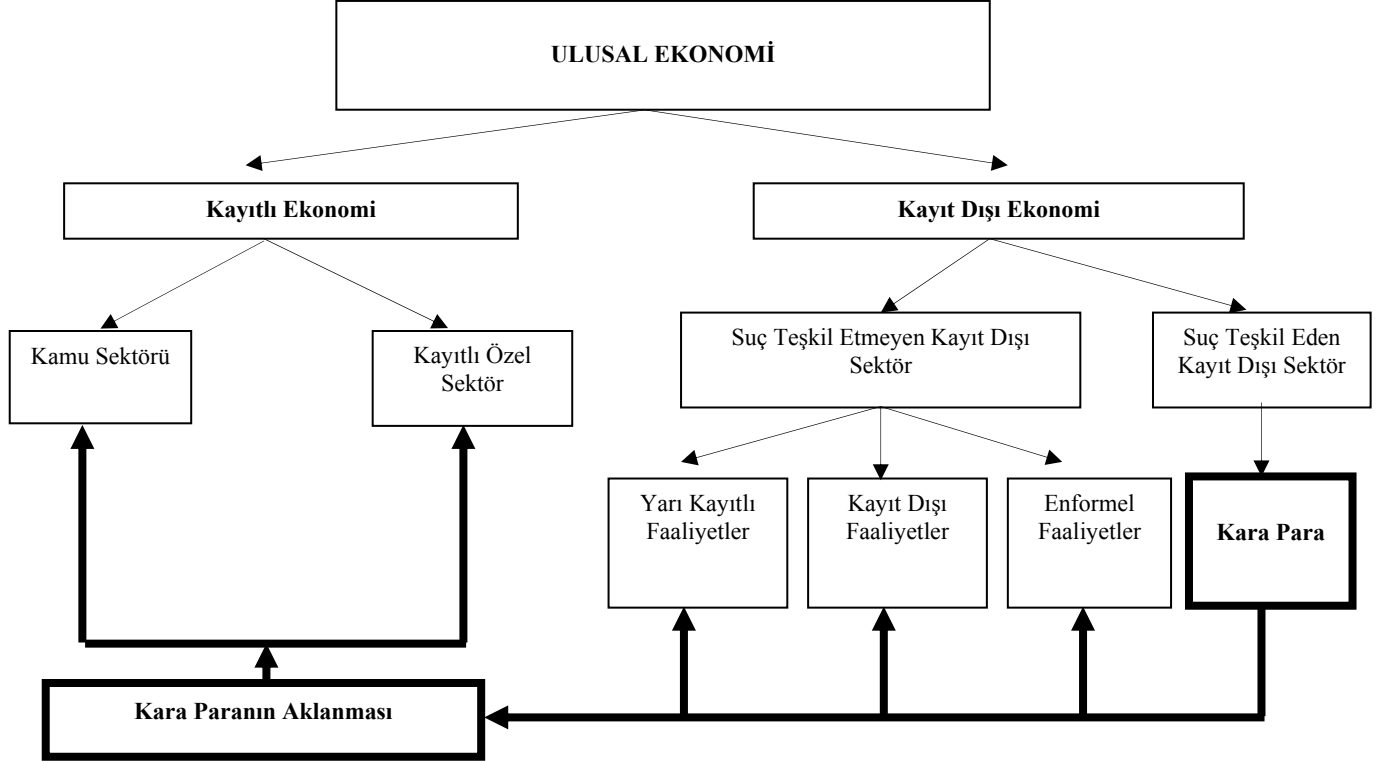 ULUSAL EKONOMİ
Kayıtlı Ekonomi
Kayıt Dışı Ekonomi
Kamu Sektörü
Kayıtlı Özel
Sektör
Suç Teşkil Etmeyen Kayıt Dışı
Sektör
Suç Teşkil Eden
Kayıt Dışı Sektör
Yarı Kayıtlı
Faaliyetler
Kayıt Dışı
Faaliyetler
Enformel
Faaliyetler
Kara Para
Kara Paranın Aklanması